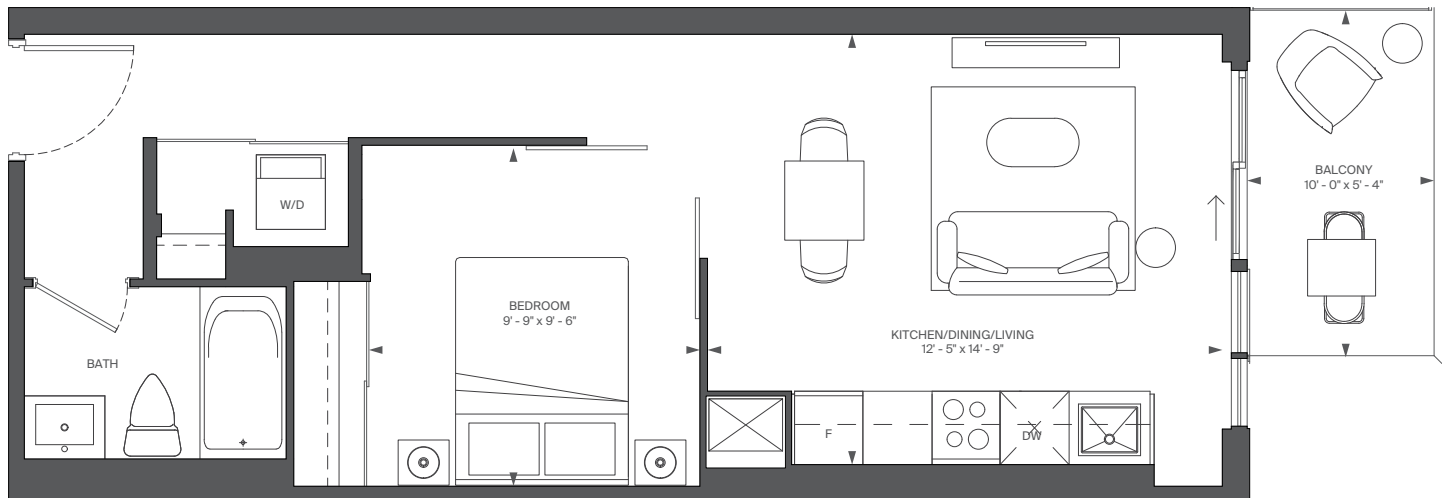 W/D
BALCONY
10' - 0" x 5' - 4"
BEDROOM
9' - 9" x 9' - 6"
KITCHEN/DINING/LIVING
12' - 5" x 14' - 9"
BATH
F
DW